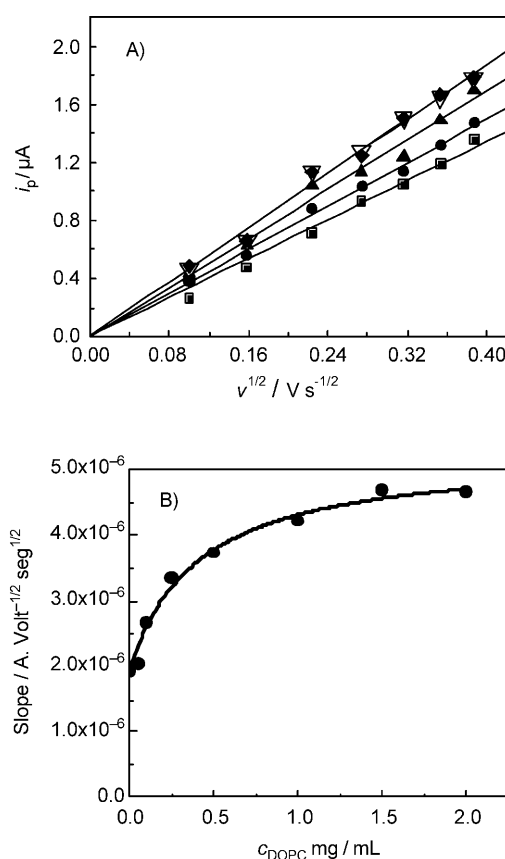 A)
2.0
1.6
1.2
0.8
0.4
0.0
i_p/μA
0.00 0.08 0.16 0.24 0.32 0.40
v^1/2 / V s^-1/2
B)
5.0x10^–6
4.0x10^–6
3.0x10^–6
2.0x10^–6
1.0x10^–6
0.0
Slope / A. Volt^–1/2 seg^1/2
0.0 0.5 1.0 1.5 2.0
c_DOPC mg / mL